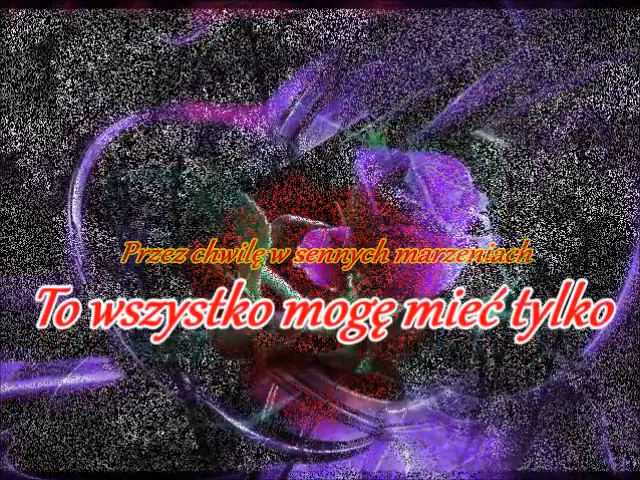 Przez chwilę w sennych marzeniach
To wszystko mogę mieć tylko